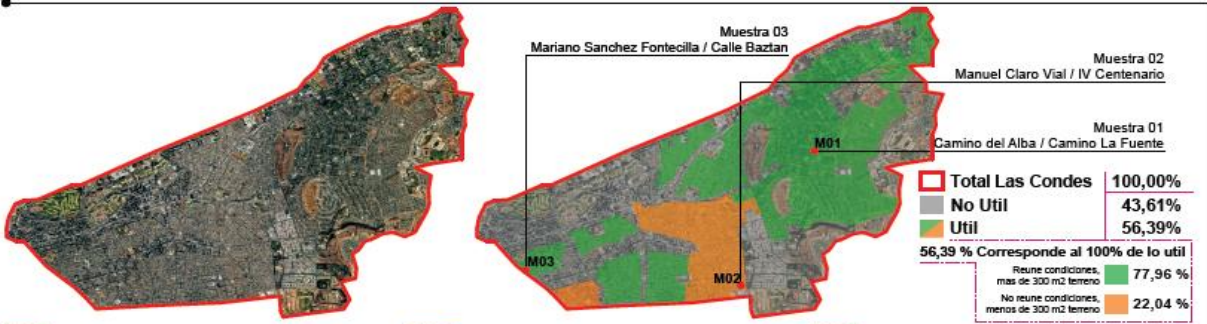 Muestra 03
Mariano Sanchez Fontecilla / Calle Baztan
Muestra 02
Manuel Claro Vial / IV Centenario
Muestra 01
Camino del Alba / Camino La Fuente
M01
M03
M02
Total Las Condes 100,00%
No Util 43,61%
Util 56,39%
56,39 % Corresponde al 100% de lo util
Reune condiciones,
mas de 300 m2 terreno 77,96 %
No reune condiciones,
menos de 300 m2 terreno 22,04 %